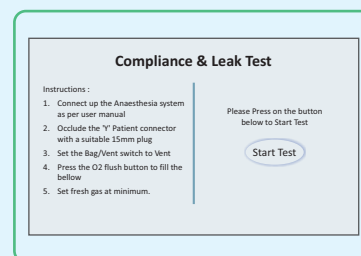 Compliance & Leak Test
Instructions :
1. Connect up the Anaesthesia system
as per user manual
2. Occlude the 'Y' Patient connector
with a suitable 15mm plug
3. Set the Bag/Vent switch to Vent
4. Press the O2 flush button to fill the
bellow
5. Set fresh gas at minimum.
Please Press on the button
below to Start Test
Start Test